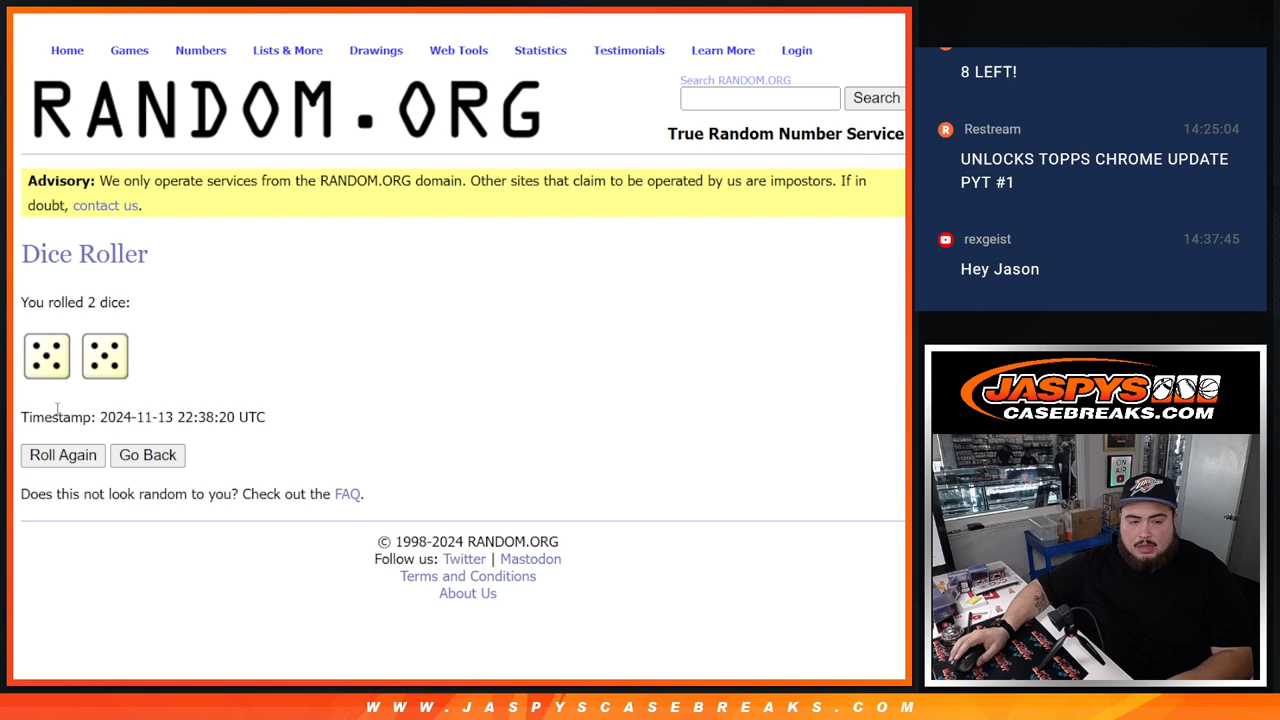 Home Games Numbers Lists & More Drawings Web Tools Statistics Testimonials Learn More Login
RANDOM.ORG
Search RANDOM.ORG
Search
True Random Number Service
Advisory: We only operate services from the RANDOM.ORG domain. Other sites that claim to be operated by us are impostors. If in
doubt, contact us.
Dice Roller
You rolled 2 dice:
Timestamp: 2024-11-13 22:38:20 UTC
Roll Again Go Back
Does this not look random to you? Check out the FAQ.
© 1998-2024 RANDOM.ORG
Follow us: Twitter | Mastodon
Terms and Conditions
About Us
8 LEFT!
Restream 14:25:04
UNLOCKS TOPPS CHROME UPDATE
PYT #1
rexgeist 14:37:45
Hey Jason
JASPYS
CASEBREAKS.COM
ON
AIR
WWW.JASPYSCASEBREAKS.COM